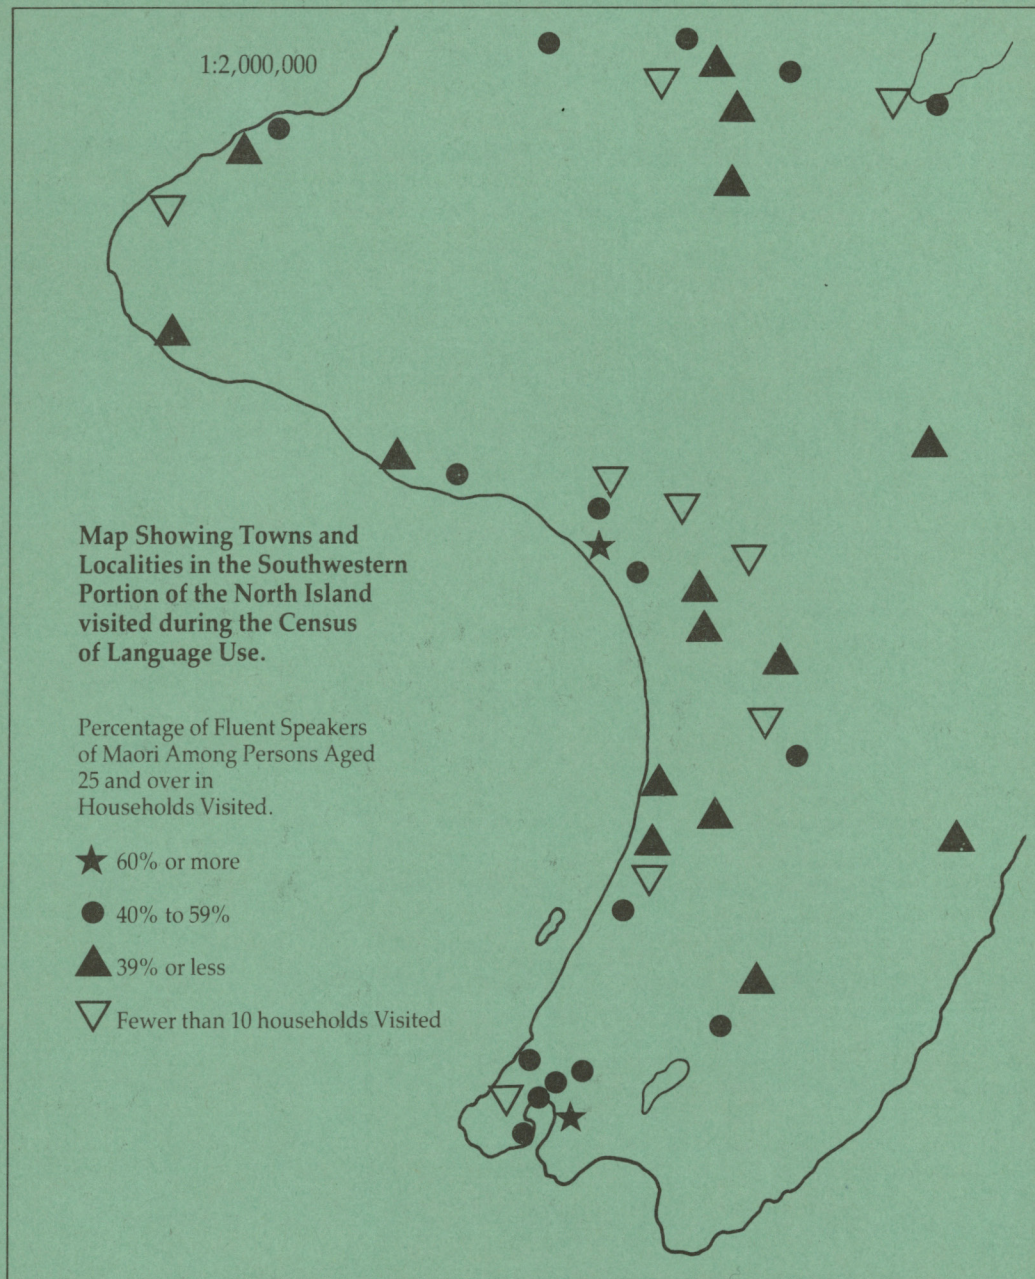 1:2,000,000
Map Showing Towns and
Localities in the Southwestern
Portion of the North Island
visited during the Census
of Language Use.
Percentage of Fluent Speakers
of Maori Among Persons Aged
25 and over in
Households Visited.
60% or more
40% to 59%
39% or less
Fewer than 10 households Visited